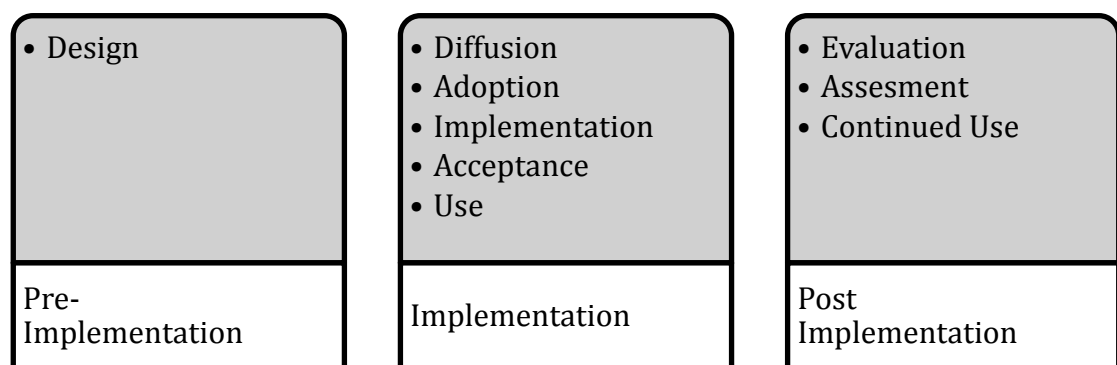 • Design
Pre-
Implementation
• Diffusion
• Adoption
• Implementation
• Acceptance
• Use
Implementation
• Evaluation
• Assesment
• Continued Use
Post
Implementation